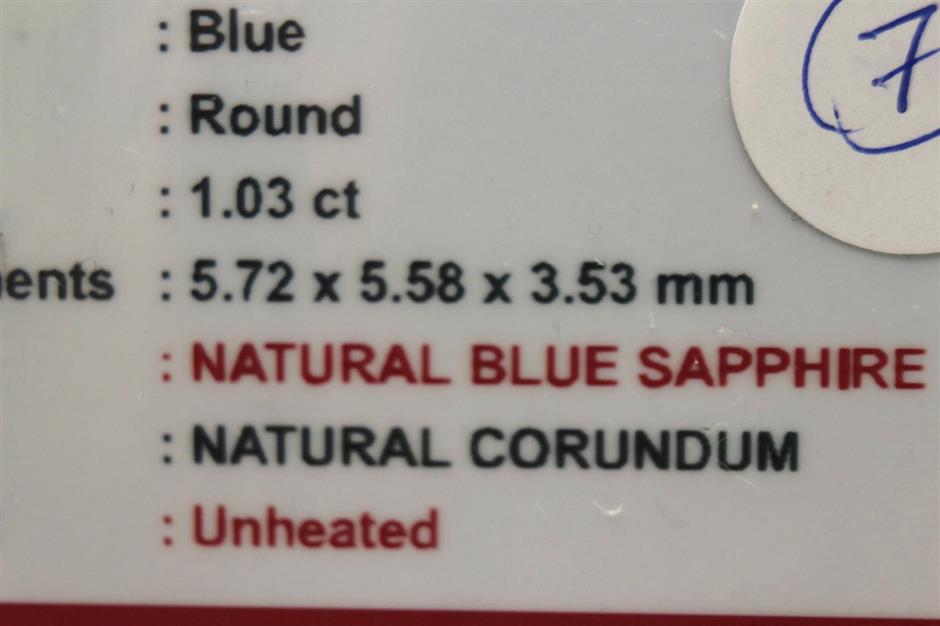 : Blue
7
: Round
: 1.03 ct
ents : 5.72 x 5.58 x 3.53 mm
: NATURAL BLUE SAPPHIRE
: NATURAL CORUNDUM
: Unheated